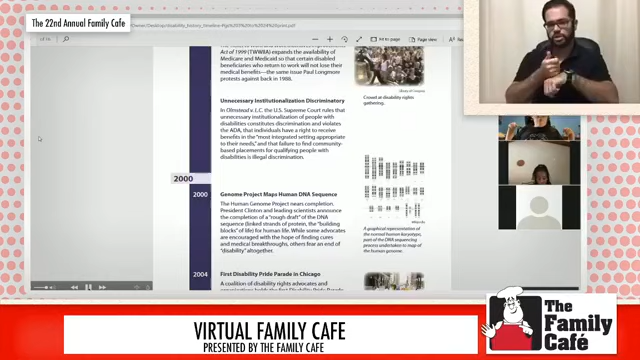 The 22nd Annual Family Cafe
Act of 1999 (TWWIIA) expands the availability of
Medicare and Medicaid so that certain disabled
beneficiaries who return to work will not lose their
medical benefits—the same issue Paul Longmore
protests against back in 1988.
Crowd at disability rights
gathering.
Unnecessary Institutionalization Discriminatory
In Olmstead v. L.C. the U.S. Supreme Court rules that
unnecessary institutionalization of people with
disabilities constitutes discrimination and violates
the ADA, that individuals have a right to receive
benefits in the "most integrated setting appropriate
to their needs," and that failure to find community-
based placements for qualifying people with
disabilities is illegal discrimination.
2000
2000
Genome Project Maps Human DNA Sequence
The Human Genome Project nears completion.
President Clinton and leading scientists announce
the completion of a "rough draft" of the DNA
sequence (linked strands of protein, the "building
blocks" of life) for human life. While some advocates
are encouraged with the hope of finding cures
and medical breakthroughs, others fear an end of
"disability" altogether.
A graphical representation of
the normal human karyotype,
part of the DNA sequencing
process undertaken to map of
the human genome.
2004
First Disability Pride Parade in Chicago
A coalition of disability rights advocates and
VIRTUAL FAMILY CAFE
PRESENTED BY THE FAMILY CAFE
The
Family
Café